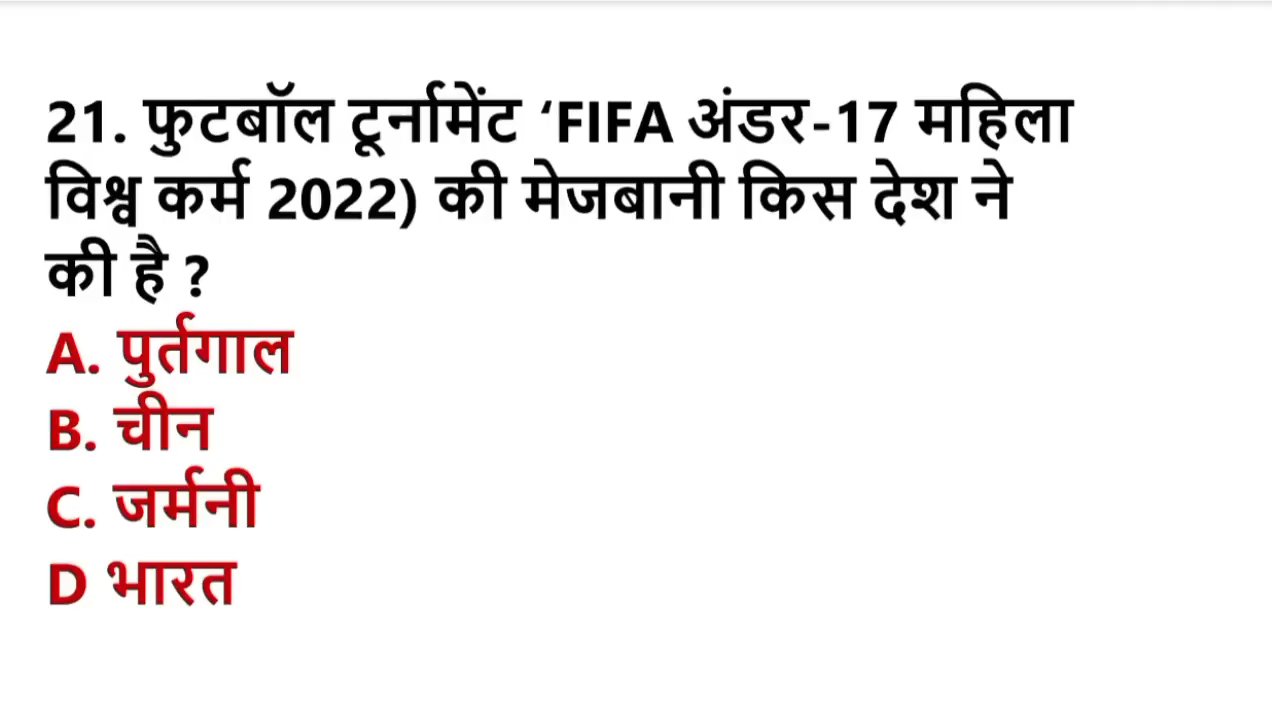 21. फुटबॉल टूर्नामेंट ‘FIFA अंडर-17 महिला
विश्व कर्म 2022) की मेजबानी किस देश ने
की है ?
A. पुर्तगाल
B. चीन
C. जर्मनी
D भारत